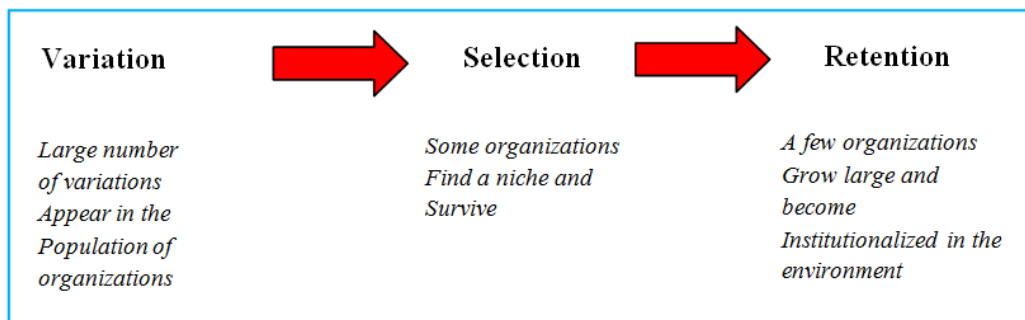 Variation
Selection
Retention
Large number
of variations
Appear in the
Population of
organizations
Some organizations
Find a niche and
Survive
A few organizations
Grow large and
become
Institutionalized in the
environment